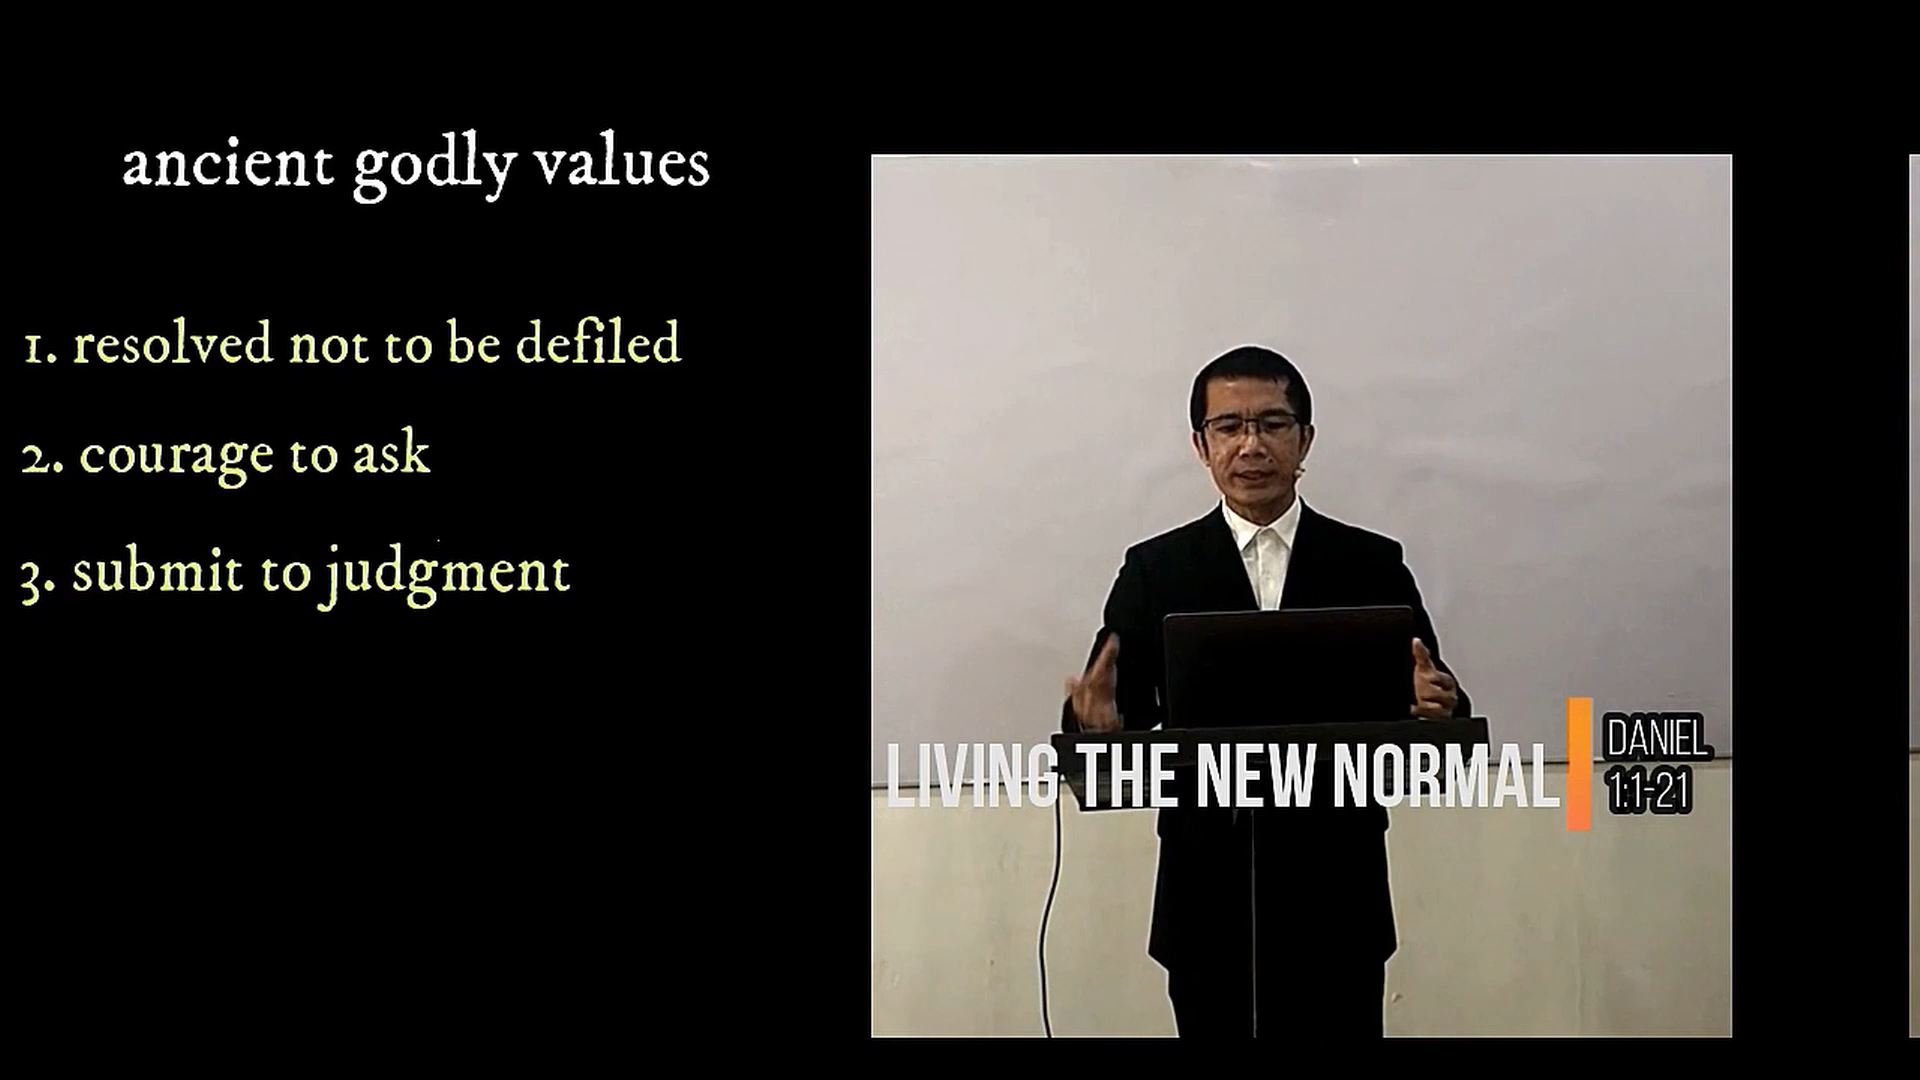 ancient godly values
1. resolved not to be defiled
2. courage to ask
3. submit to judgment
LIVING THE NEW NORMAL
DANIEL
1:1-21